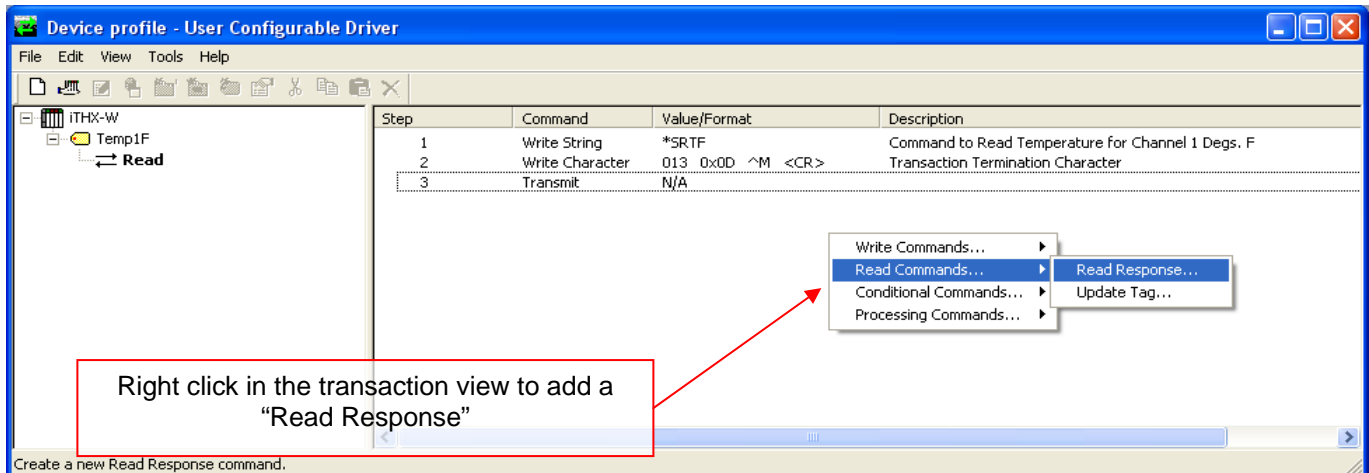 Device profile - User Configurable Driver
File Edit View Tools Help
iTHX-W
Temp1F
Read
Step Command Value/Format Description
1 Write String *SRTF Command to Read Temperature for Channel 1 Degs. F
2 Write Character 013 0x0D ^M <CR> Transaction Termination Character
3 Transmit N/A
Write Commands...
Read Commands... Read Response...
Conditional Commands... Update Tag...
Processing Commands...
Right click in the transaction view to add a
“Read Response”
Create a new Read Response command.